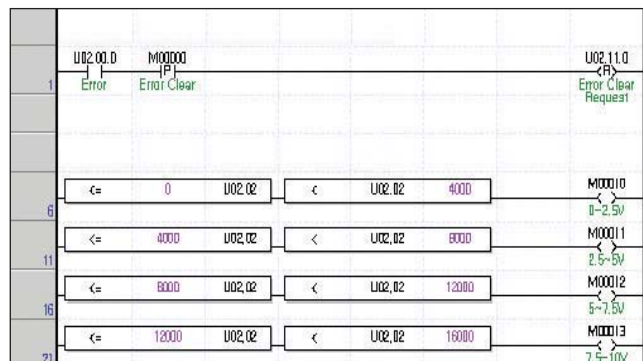 U02.00.0 M00000 U02.11.0
P R
1 Error Error Clear Error Clear
Request
<= 0 U02.02 < U02.02 4000 M00010
6 0~2.5V
<= 4000 U02.02 < U02.02 8000 M00011
11 2.5~5V
<= 8000 U02.02 < U02.02 12000 M00012
16 5~7.5V
<= 12000 U02.02 < U02.02 16000 M00013
21 7.5~10V